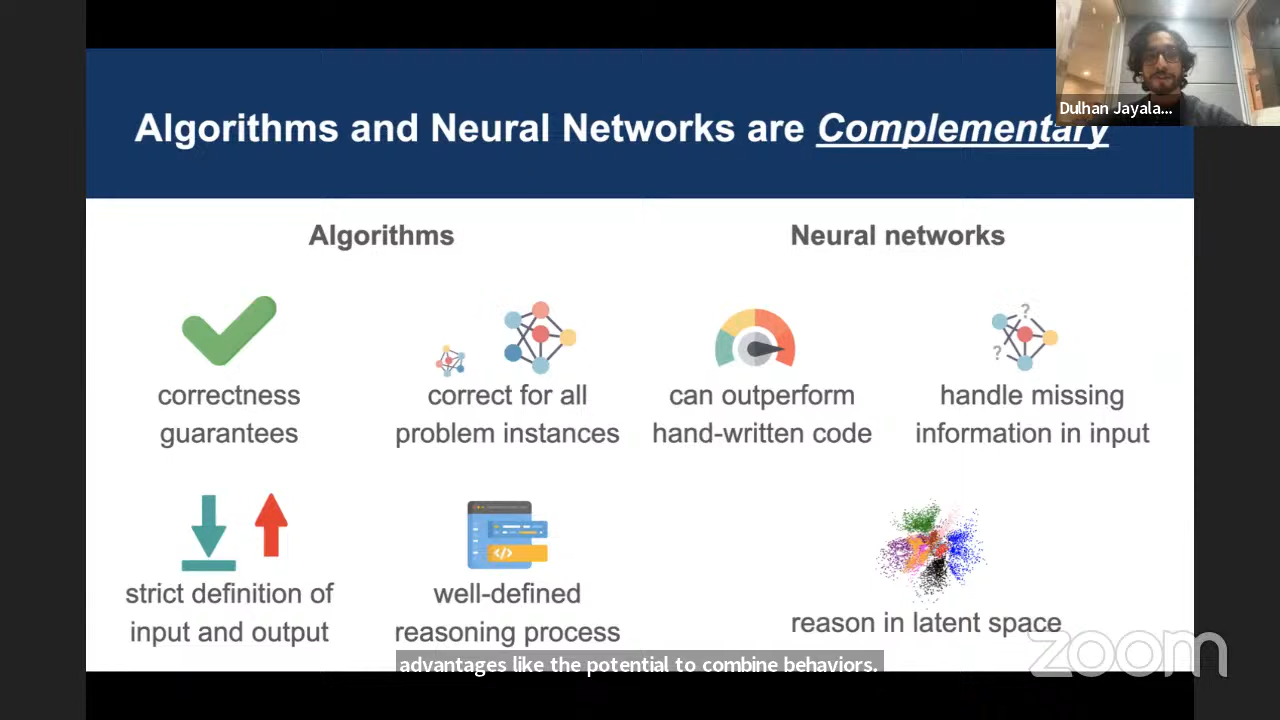 Dulhan Jayala...
Algorithms and Neural Networks are Complementary
Algorithms
Neural networks
correctness
guarantees
correct for all
problem instances
can outperform
hand-written code
? ?
handle missing
information in input
strict definition of
input and output
</>
well-defined
reasoning process
reason in latent space
advantages like the potential to combine behaviors.
zoom